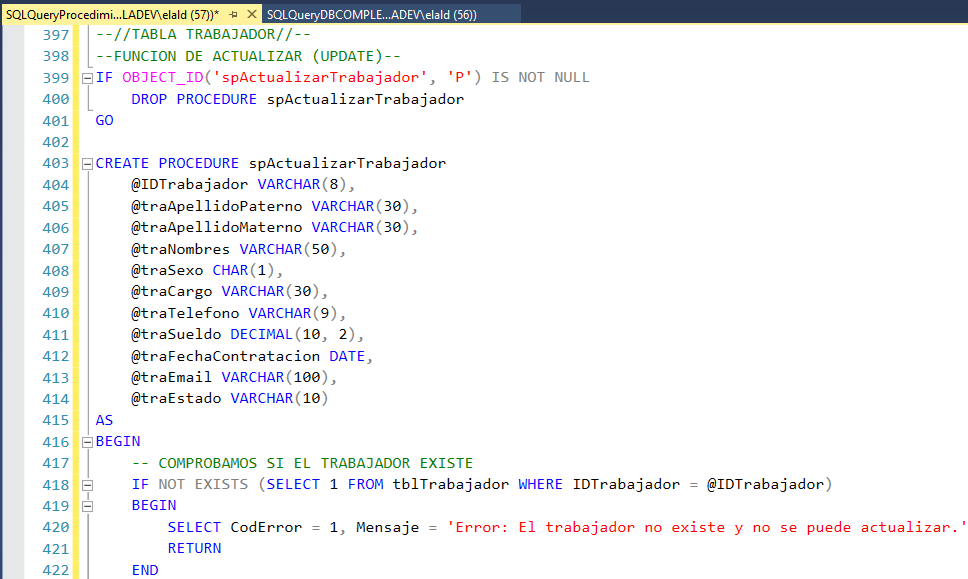 SQLQueryProcedimi...LADEV\elald (57))* SQLQueryDBCOMPLE...ADEV\elald (56))
397 --//TABLA TRABAJADOR//--
398 --FUNCION DE ACTUALIZAR (UPDATE)--
399 IF OBJECT_ID('spActualizarTrabajador', 'P') IS NOT NULL
400 DROP PROCEDURE spActualizarTrabajador
401 GO
402
403 CREATE PROCEDURE spActualizarTrabajador
404 @IDTrabajador VARCHAR(8),
405 @traApellidoPaterno VARCHAR(30),
406 @traApellidoMaterno VARCHAR(30),
407 @traNombres VARCHAR(50),
408 @traSexo CHAR(1),
409 @traCargo VARCHAR(30),
410 @traTelefono VARCHAR(9),
411 @traSueldo DECIMAL(10, 2),
412 @traFechaContratacion DATE,
413 @traEmail VARCHAR(100),
414 @traEstado VARCHAR(10)
415 AS
416 BEGIN
417 -- COMPROBAMOS SI EL TRABAJADOR EXISTE
418 IF NOT EXISTS (SELECT 1 FROM tblTrabajador WHERE IDTrabajador = @IDTrabajador)
419 BEGIN
420 SELECT CodError = 1, Mensaje = 'Error: El trabajador no existe y no se puede actualizar.'
421 RETURN
422 END